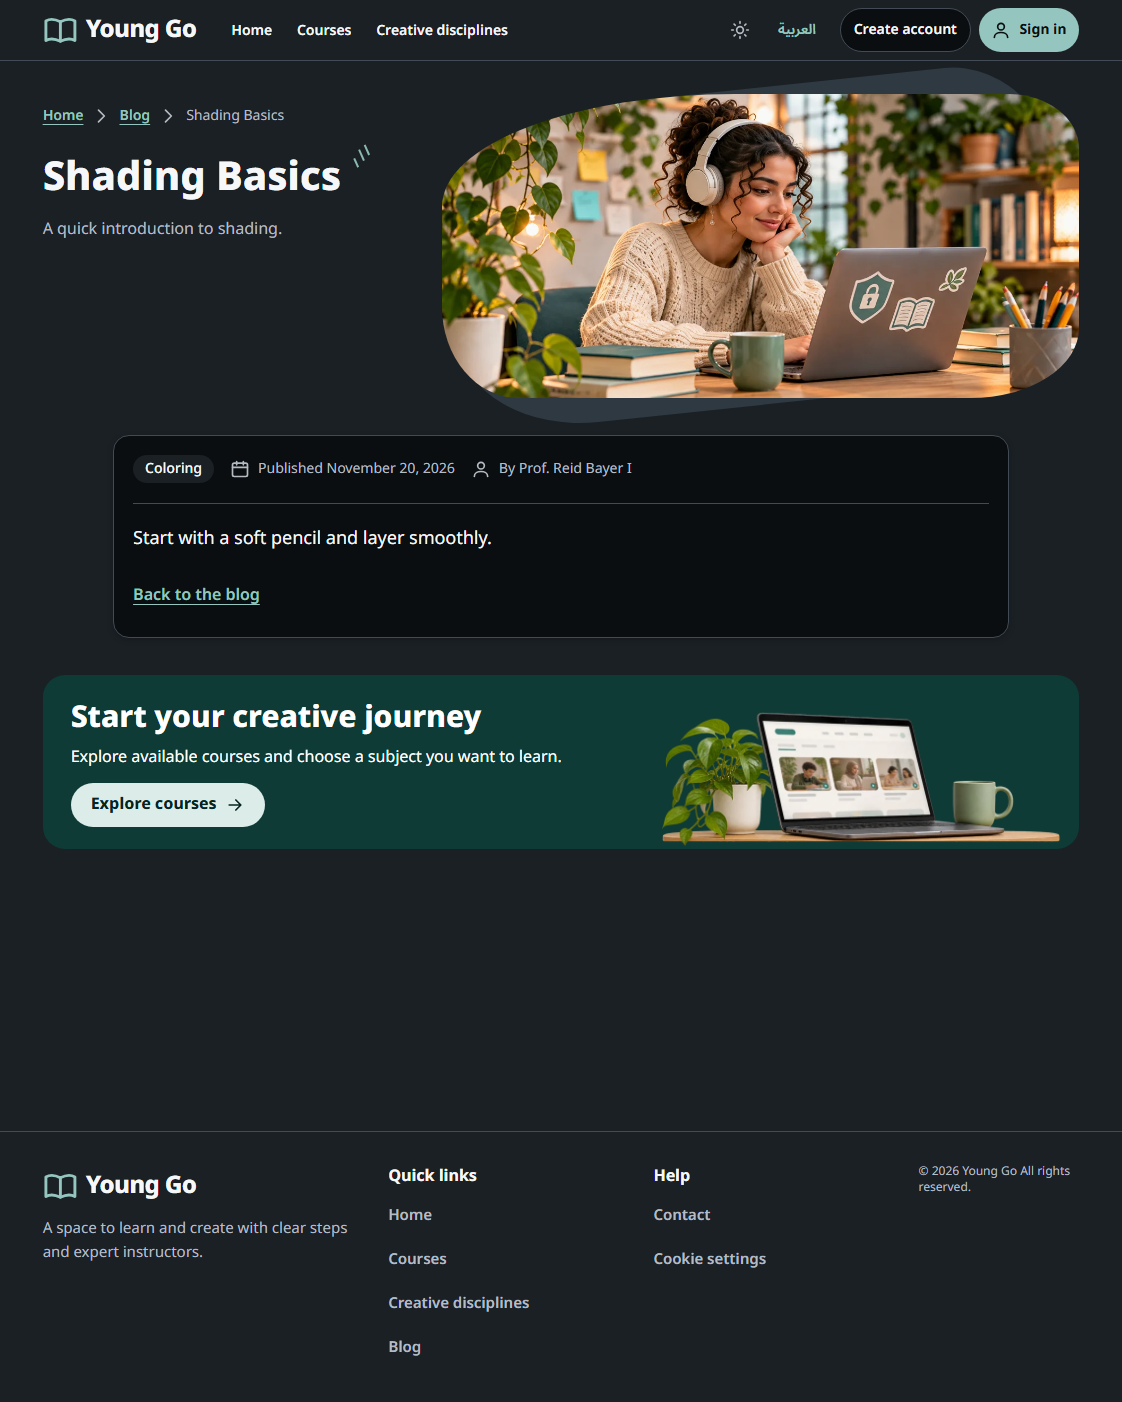 Young Go
Home
Courses
Creative disciplines
العربية
Create account
Sign in
Home
Blog
Shading Basics
Shading Basics
A quick introduction to shading.
Coloring
Published November 20, 2026
By Prof. Reid Bayer I
Start with a soft pencil and layer smoothly.
Back to the blog
Start your creative journey
Explore available courses and choose a subject you want to learn.
Explore courses
Young Go
A space to learn and create with clear steps
and expert instructors.
Quick links
Home
Courses
Creative disciplines
Blog
Help
Contact
Cookie settings
© 2026 Young Go All rights
reserved.